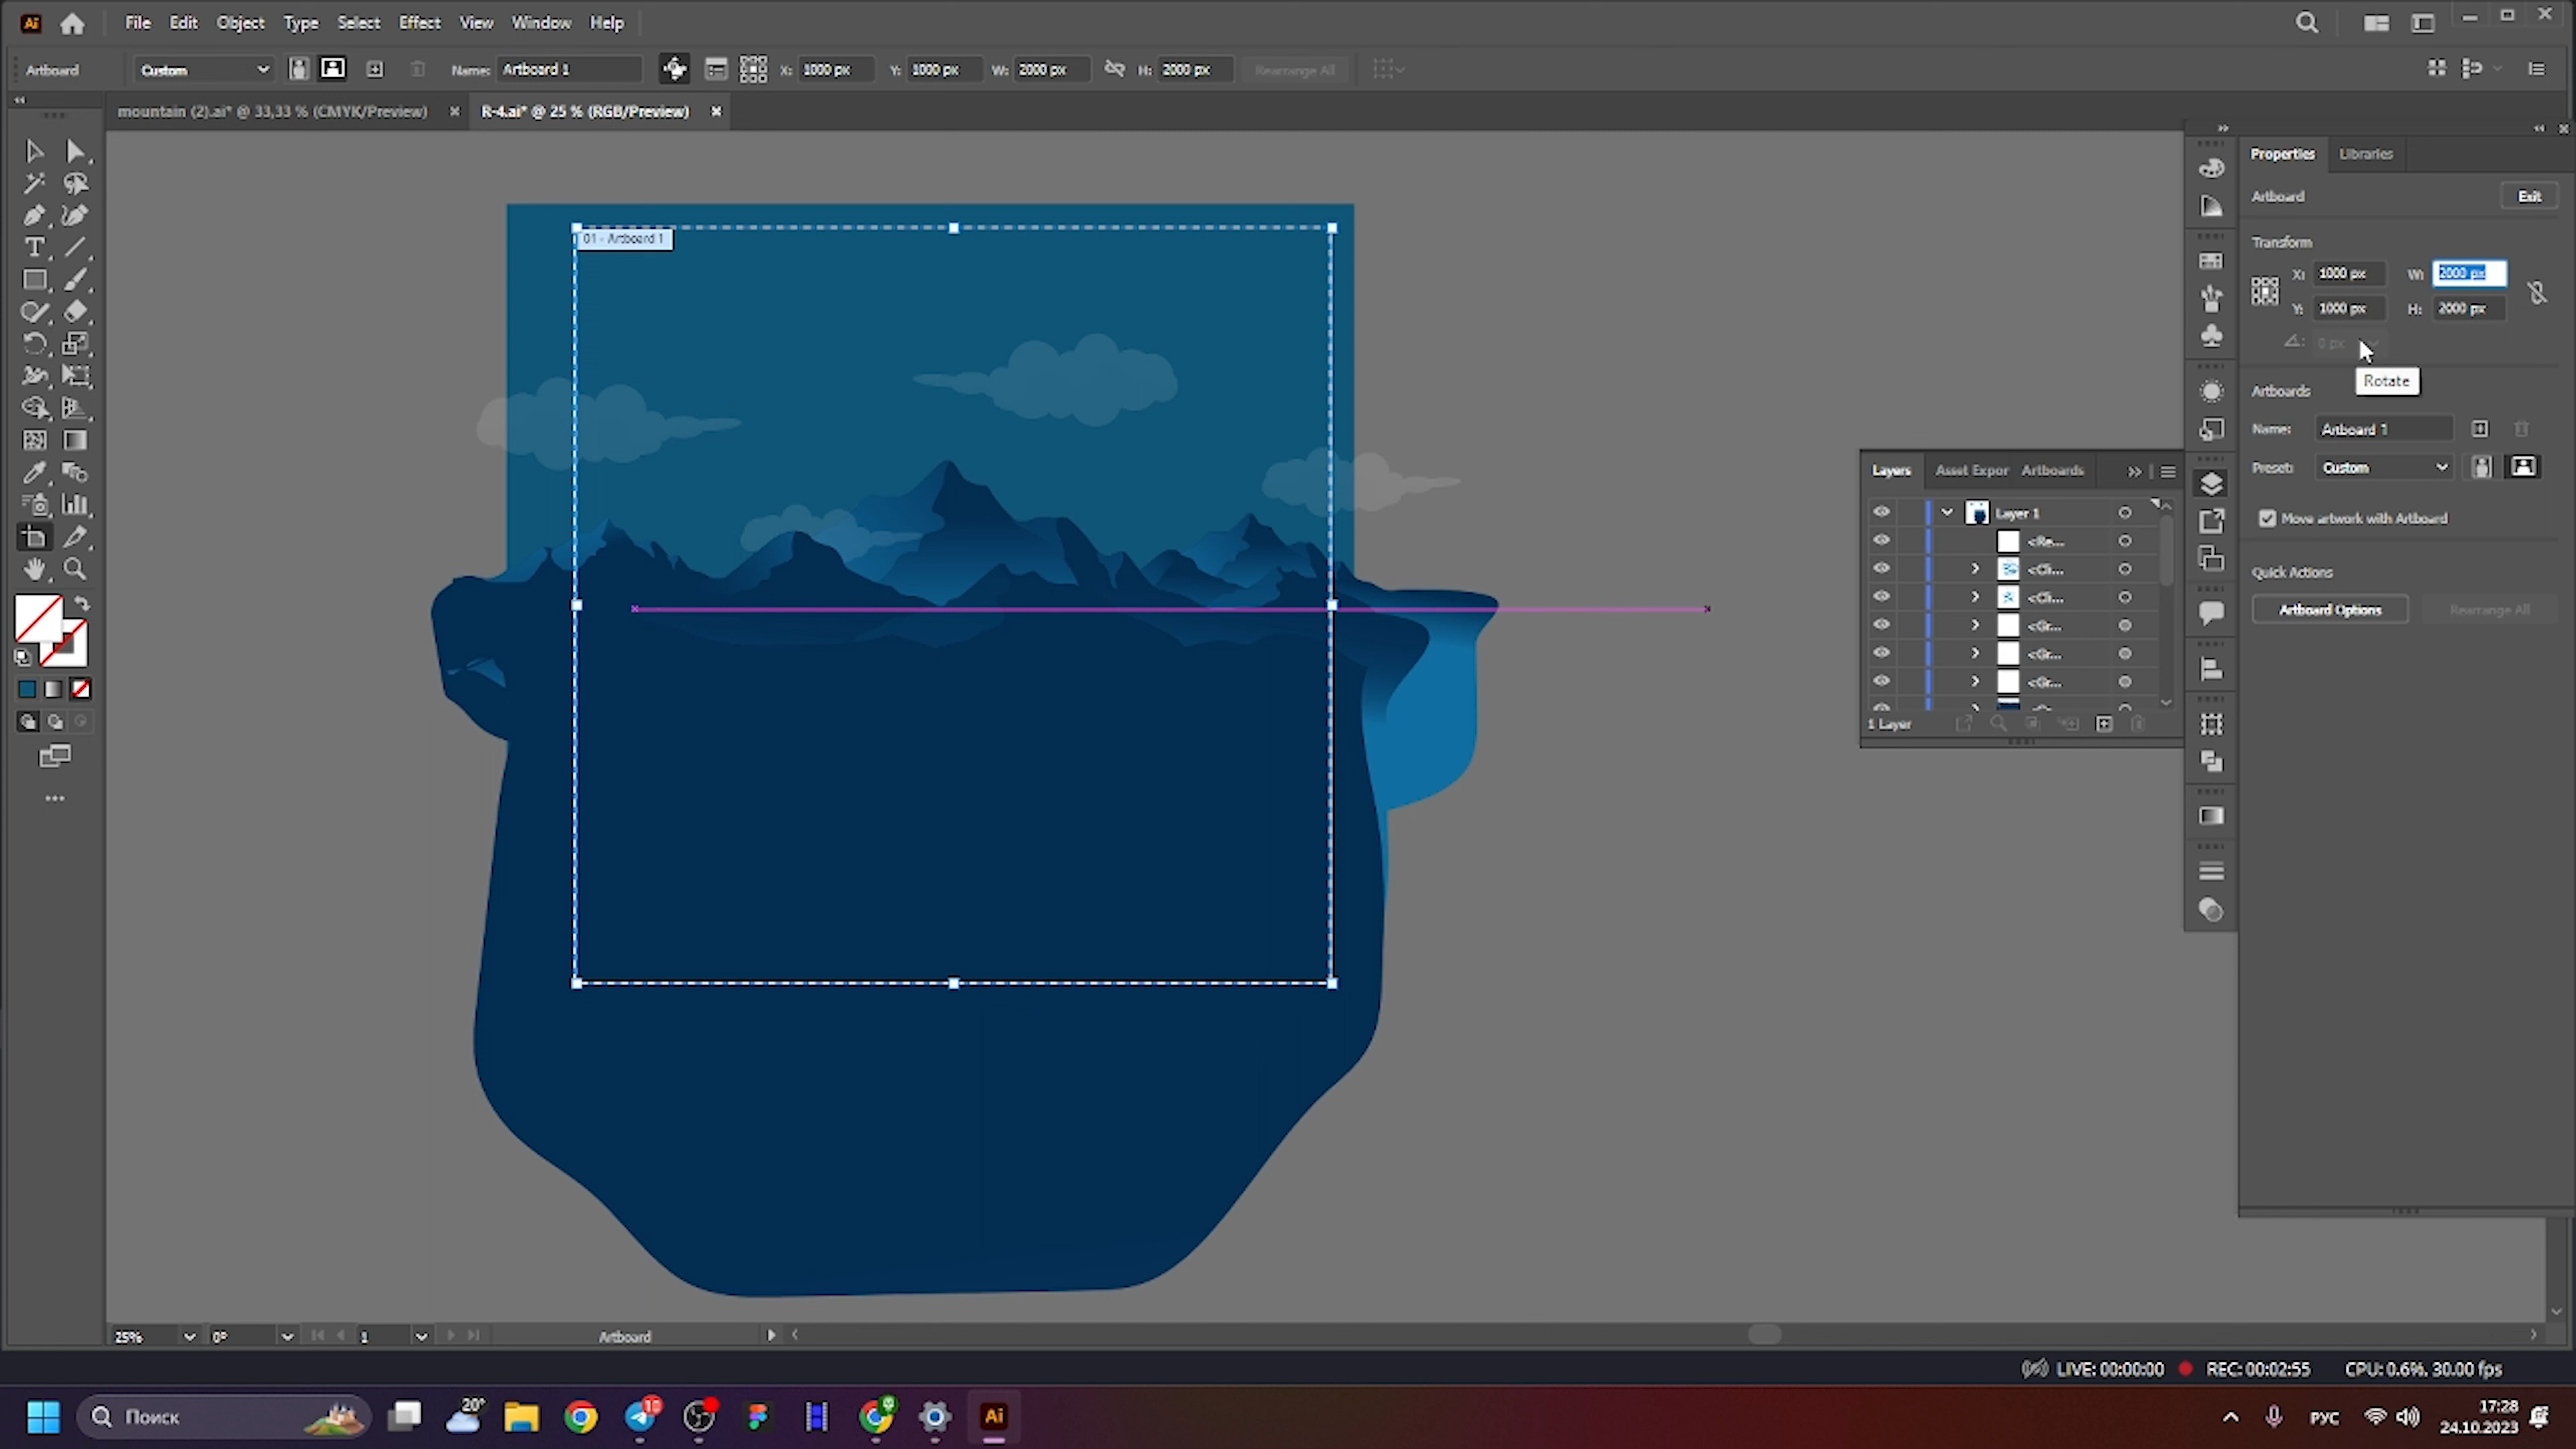 Ai File Edit Object Type Select Effect View Window Help
Artboard Custom Name: Artboard 1 X: 1000 px Y: 1000 px W: 2000 px H: 2000 px Rearrange All
mountain (2).ai* @ 33,33 % (CMYK/Preview) × R-4.ai* @ 25 % (RGB/Preview) ×
Properties Libraries
Artboard Exit
Transform
X: 1000 px W: 2000 px
Y: 1000 px H: 2000 px
0 px
Rotate
Artboards
Name: Artboard 1
Preset: Custom
Move artwork with Artboard
Quick Actions
Artboard Options Rearrange All
01 - Artboard 1
Layers Asset Expor Artboards
Layer 1
<Re...
<Cli...
<Cli...
<Gr...
<Gr...
<Gr...
1 Layer
25% 0° 1 Artboard
LIVE: 00:00:00 REC: 00:02:55 CPU: 0.6%, 30.00 fps
Поиск 20° Ai РУС 17:28
24.10.2023